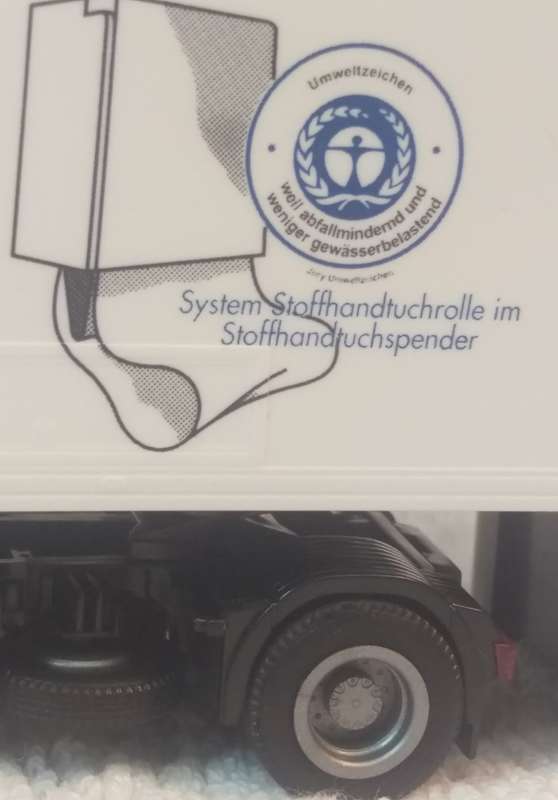 Umweltzeichen
weil abfallmindernd und
weniger gewässerbelastend
Jury Umweltzeichen
System Stoffhandtuchrolle im
Stoffhandtuchspender